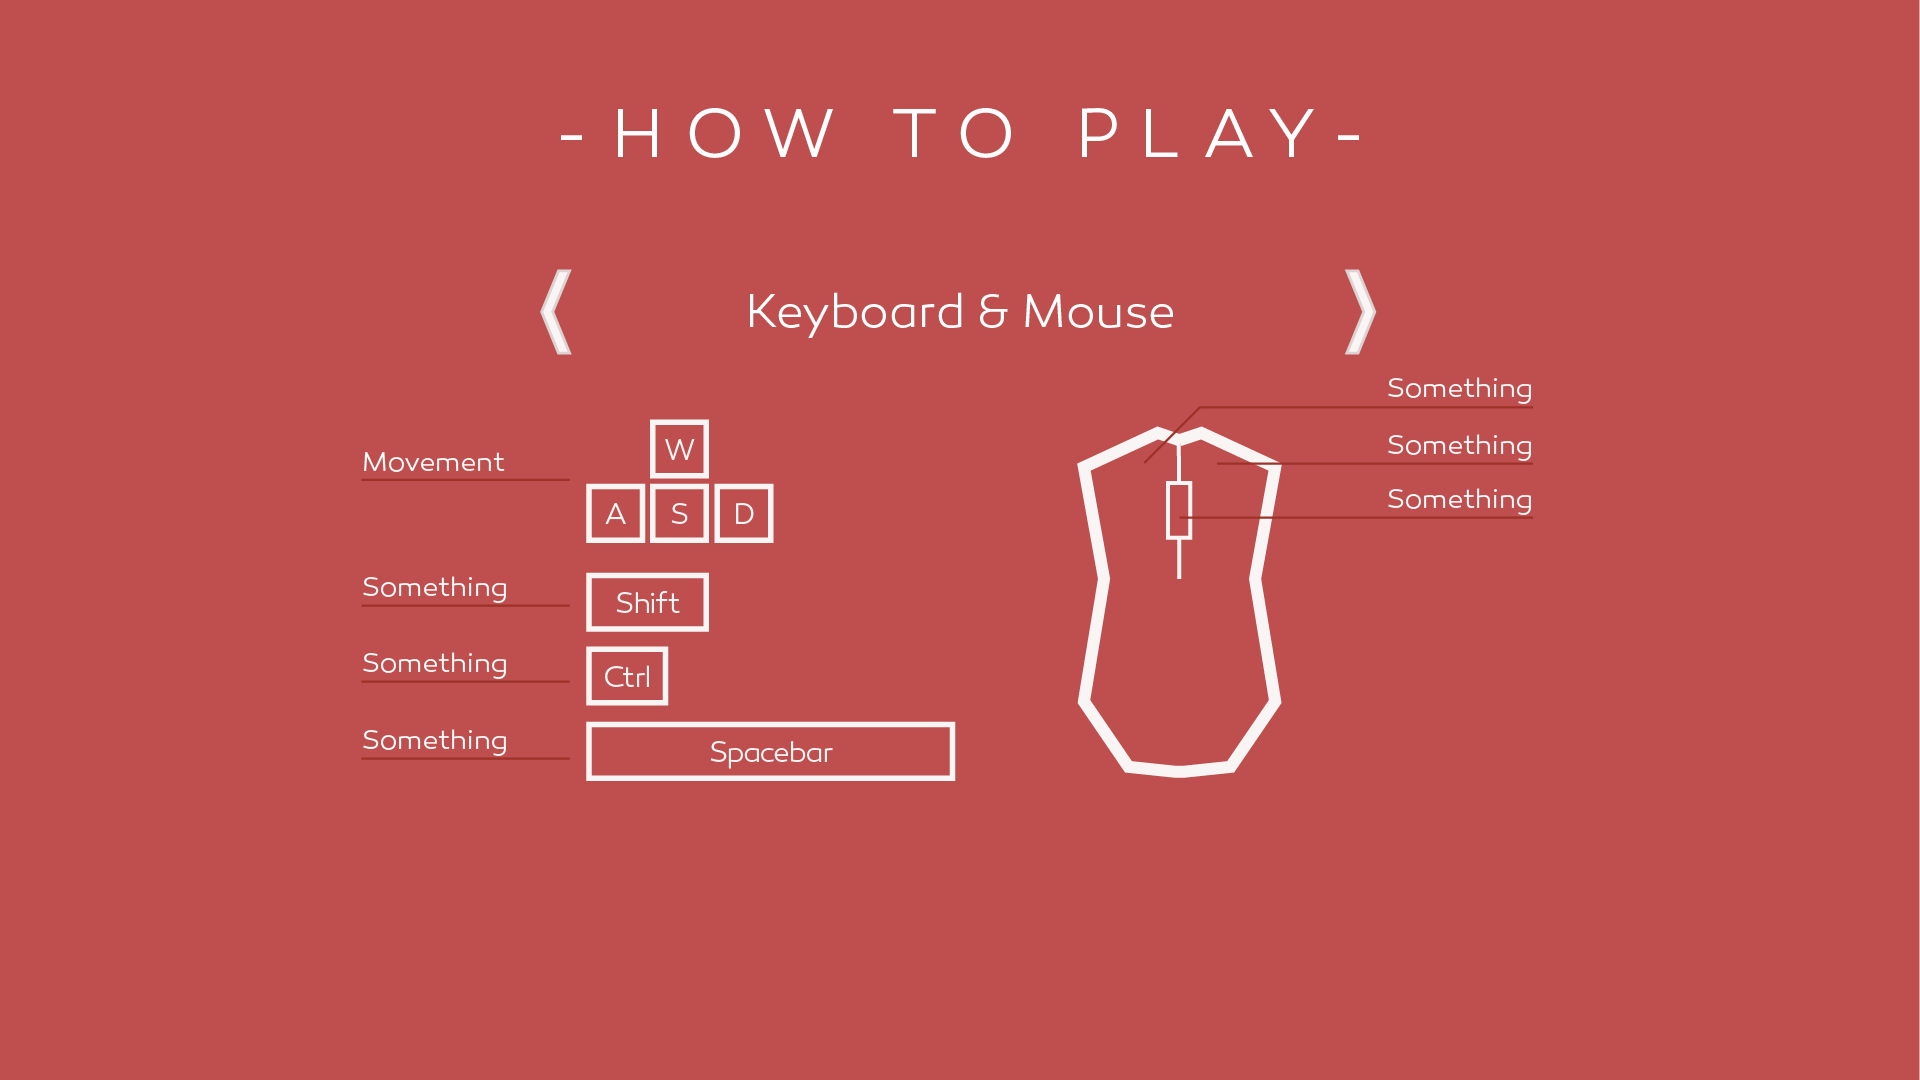 -HOW TO PLAY-
Keyboard & Mouse
Movement
W
A S D
Something
Shift
Something
Ctrl
Something
Spacebar
Something
Something
Something